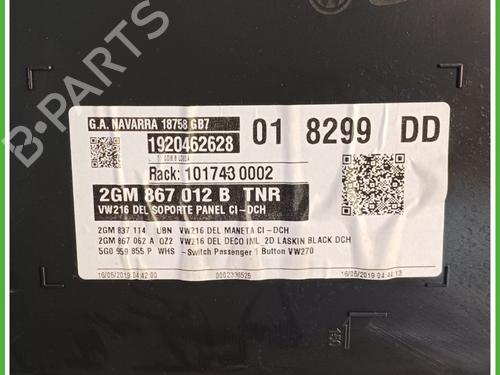 G.A. NAVARRA 18758 GB7
1920462628
01 8299 DD
Rack: 101743 0002
2GM 867 012 B TNR
VW216 DEL SOPORTE PANEL CI-DCH
2GM 837 114 UBN VW216 DEL MANETA CI-DCH
2GM 867 062 A QZ2 VW216 DEL DECO IML 2D LASKIN BLACK DCH
5G0 959 855 P WHS -Switch Passenger 1 Button VW270
16/05/2019 04:42:00
16/05/2019 04:44:13
B-PARTS